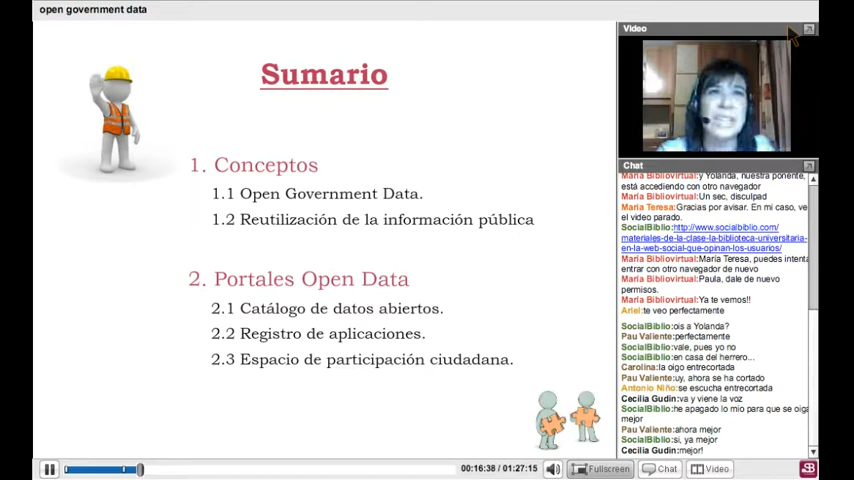 open government data
Sumario
1. Conceptos
1.1 Open Government Data.
1.2 Reutilización de la información pública
2. Portales Open Data
2.1 Catálogo de datos abiertos.
2.2 Registro de aplicaciones.
2.3 Espacio de participación ciudadana.
Video
Chat
María Bibliovirtual:y Yolanda, nuestra ponente,
está accediendo con otro navegador
María Bibliovirtual:Un sec, disculpad
Maria Teresa:Gracias por avisar. En mi caso, ve
el video parado.
SocialBiblio:http://www.socialbiblio.com/
materiales-de-la-clase-la-biblioteca-universitaria-
en-la-web-social-que-opinan-los-usuarios/
María Bibliovirtual:María Teresa, puedes intenta
entrar con otro navegador de nuevo
María Bibliovirtual:Paula, dale de nuevo
permisos.
María Bibliovirtual:Ya te vemos!!
Ariel:te veo perfectamente
SocialBiblio:ois a Yolanda?
Pau Valiente:perfectamente
SocialBiblio:vale, pues yo no
SocialBiblio:en casa del herrero...
Carolina:la oigo entrecortada
Pau Valiente:uy, ahora se ha cortado
Antonio Niño:se escucha entrecortada
Cecilia Gudin:va y viene la voz
SocialBiblio:he apagado lo mio para que se oiga
mejor
Pau Valiente:ahora mejor
SocialBiblio:si, ya mejor
Cecilia Gudin:mejor!
00:16:38 / 01:27:15
Fullscreen
Chat
Video